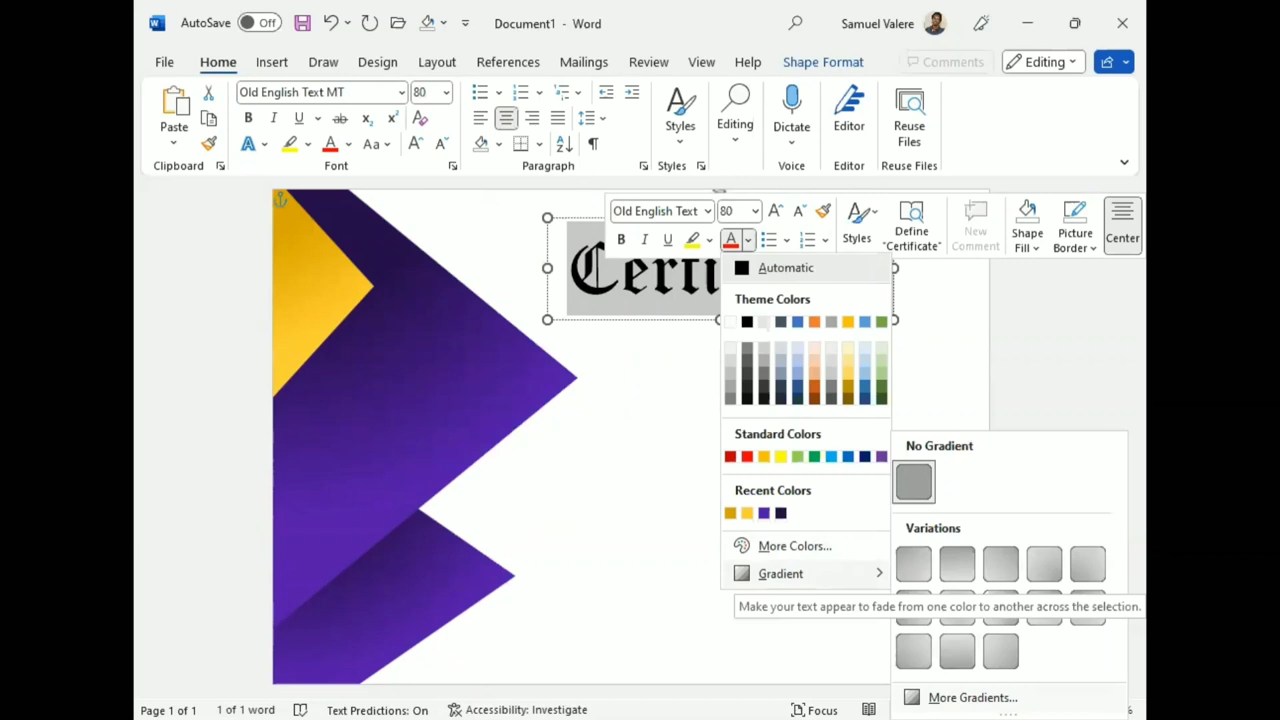 AutoSave Off Document1 - Word Samuel Valere
File Home Insert Draw Design Layout References Mailings Review View Help Shape Format Comments Editing
Old English Text MT 80
Paste B I U ab x₂ x² A
A A Aa A A
Styles Editing Dictate Editor Reuse Files
Clipboard Font Paragraph Styles Voice Editor Reuse Files
Old English Text 80 A A
B I U A
Styles Define "Certificate" New Comment Shape Fill Picture Border Center
Certi
Automatic
Theme Colors
Standard Colors
Recent Colors
More Colors...
Gradient
No Gradient
Variations
Make your text appear to fade from one color to another across the selection.
More Gradients...
Page 1 of 1 1 of 1 word Text Predictions: On Accessibility: Investigate Focus